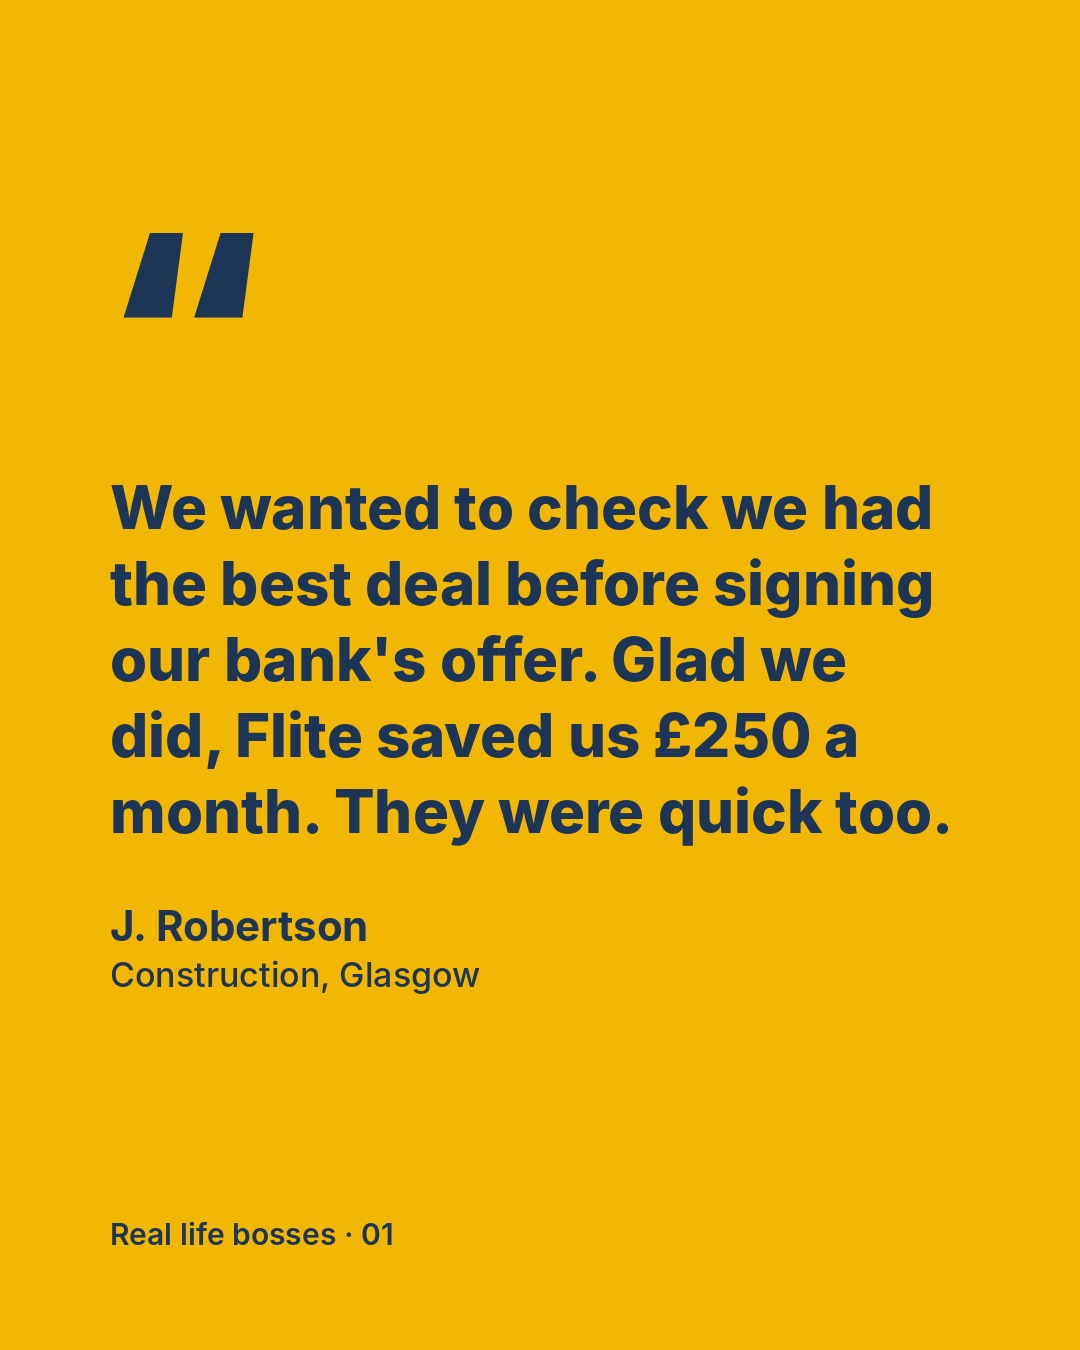 “
We wanted to check we had
the best deal before signing
our bank's offer. Glad we
did, Flite saved us £250 a
month. They were quick too.
J. Robertson
Construction, Glasgow
Real life bosses · 01